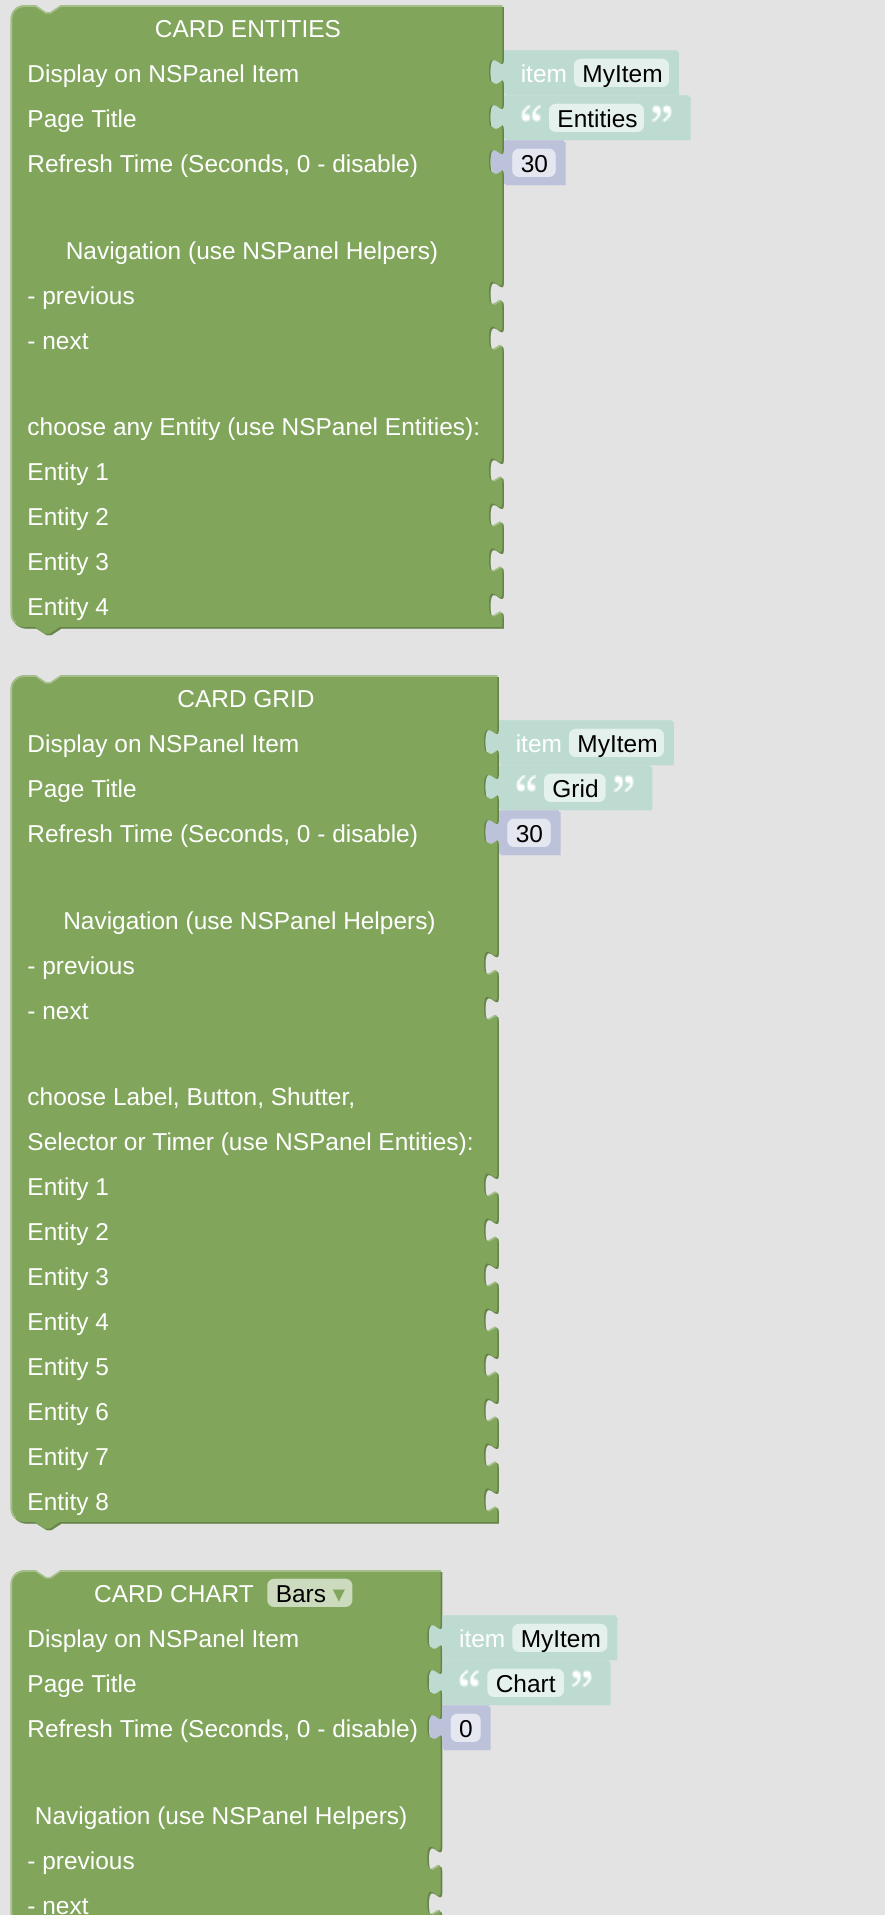 CARD ENTITIES
Display on NSPanel Item item MyItem
Page Title “ Entities ”
Refresh Time (Seconds, 0 - disable) 30
Navigation (use NSPanel Helpers)
- previous
- next
choose any Entity (use NSPanel Entities):
Entity 1
Entity 2
Entity 3
Entity 4
CARD GRID
Display on NSPanel Item item MyItem
Page Title “ Grid ”
Refresh Time (Seconds, 0 - disable) 30
Navigation (use NSPanel Helpers)
- previous
- next
choose Label, Button, Shutter,
Selector or Timer (use NSPanel Entities):
Entity 1
Entity 2
Entity 3
Entity 4
Entity 5
Entity 6
Entity 7
Entity 8
CARD CHART Bars ▾
Display on NSPanel Item item MyItem
Page Title “ Chart ”
Refresh Time (Seconds, 0 - disable) 0
Navigation (use NSPanel Helpers)
- previous
- next